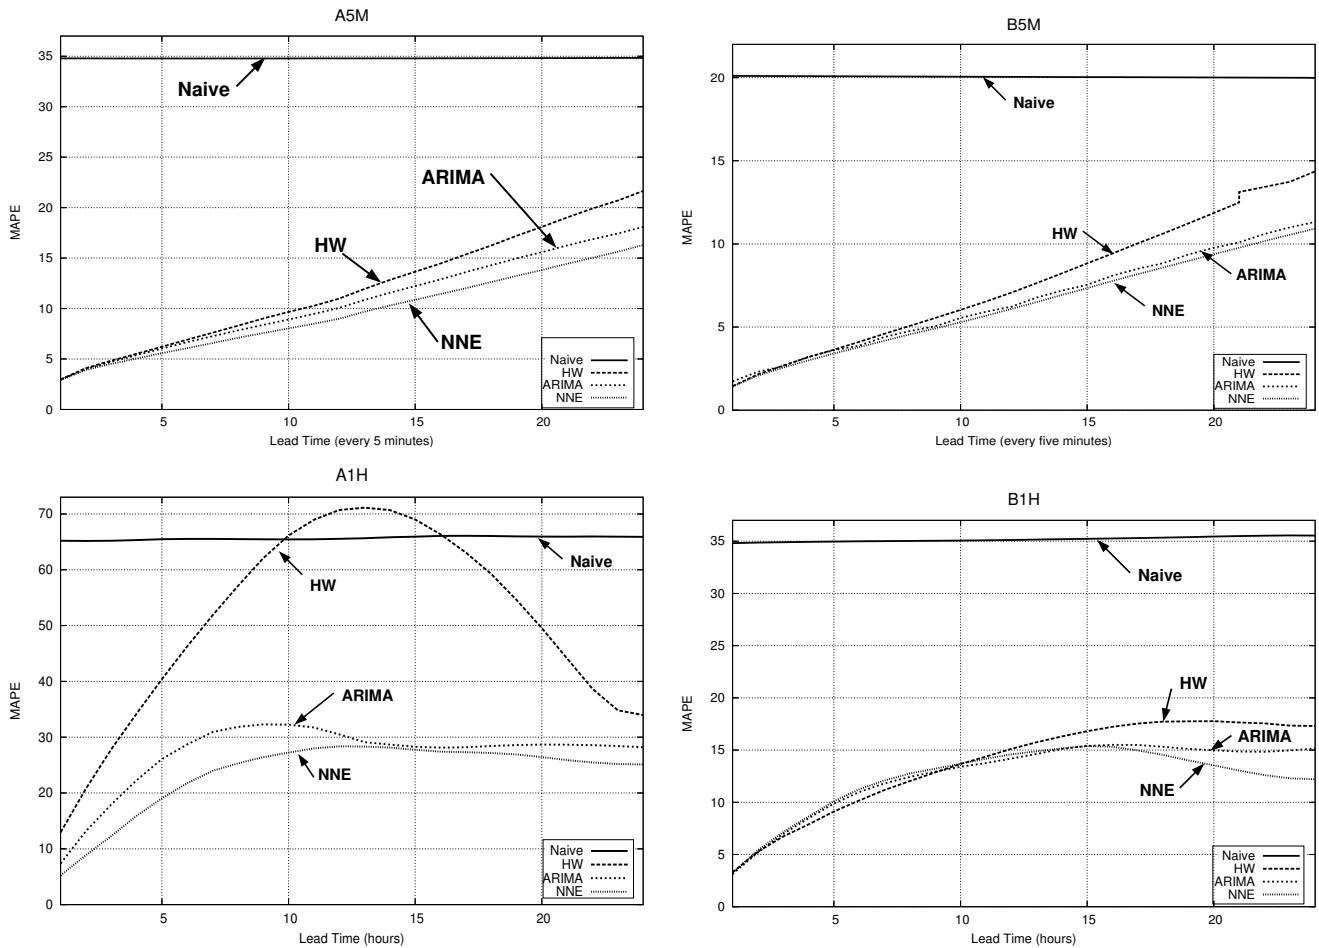 A5M
35
30
25
20
15
10
5
0
MAPE
Naive
ARIMA
HW
NNE
Naive
HW
ARIMA
NNE
5
10
15
20
Lead Time (every 5 minutes)
B5M
20
15
10
5
0
MAPE
Naive
HW
ARIMA
NNE
Naive
HW
ARIMA
NNE
5
10
15
20
Lead Time (every five minutes)
A1H
70
60
50
40
30
20
10
0
MAPE
Naive
HW
ARIMA
NNE
Naive
HW
ARIMA
NNE
5
10
15
20
Lead Time (hours)
B1H
35
30
25
20
15
10
5
0
MAPE
Naive
HW
ARIMA
NNE
Naive
HW
ARIMA
NNE
5
10
15
20
Lead Time (hours)